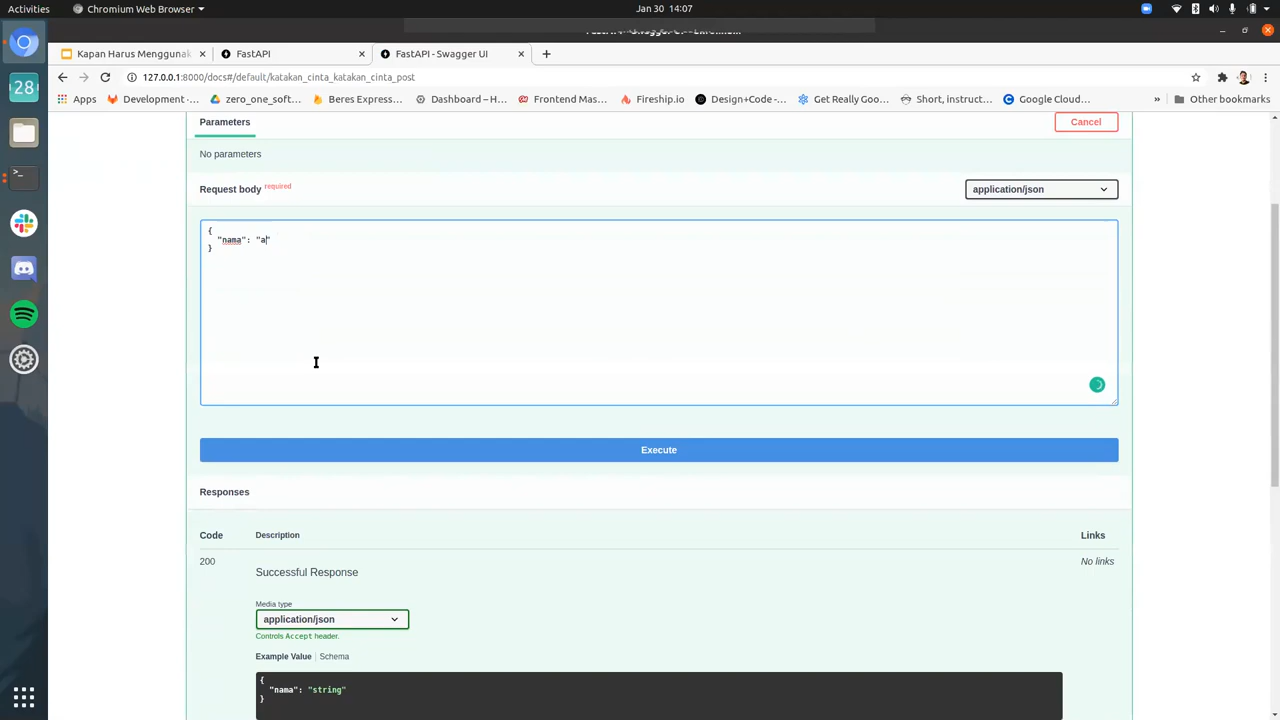 Activities
Chromium Web Browser
Jan 30 14:07
Kapan Harus Menggunak
FastAPI
FastAPI - Swagger UI
127.0.0.1:8000/docs#/default/katakan_cinta_katakan_cinta_post
Apps
Development -...
zero_one_soft...
Beres Express...
Dashboard – H...
Frontend Mas...
Fireship.io
Design+Code -...
Get Really Goo...
Short, instruct...
Google Cloud...
»
Other bookmarks
28
Parameters
Cancel
No parameters
Request body required
application/json
{
"nama": "a"
}
Execute
Responses
Code
Description
Links
200
Successful Response
No links
Media type
application/json
Controls Accept header.
Example Value | Schema
{
"nama": "string"
}